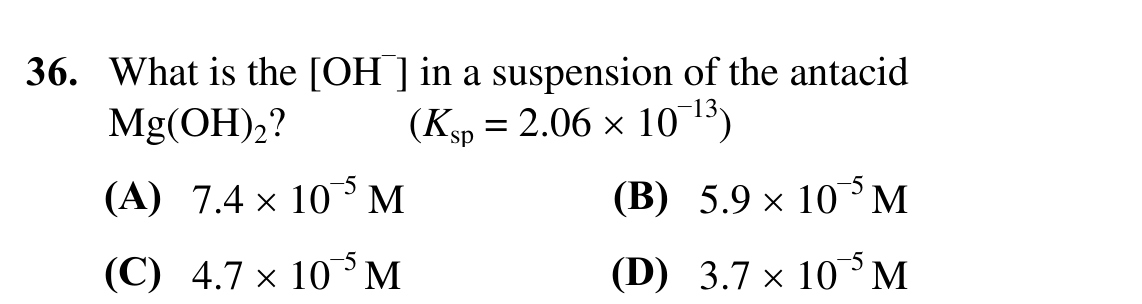 36. What is the [OH⁻] in a suspension of the antacid
Mg(OH)₂? (Kₛₚ = 2.06 × 10⁻¹³)
(A) 7.4 × 10⁻⁵ M (B) 5.9 × 10⁻⁵ M
(C) 4.7 × 10⁻⁵ M (D) 3.7 × 10⁻⁵ M